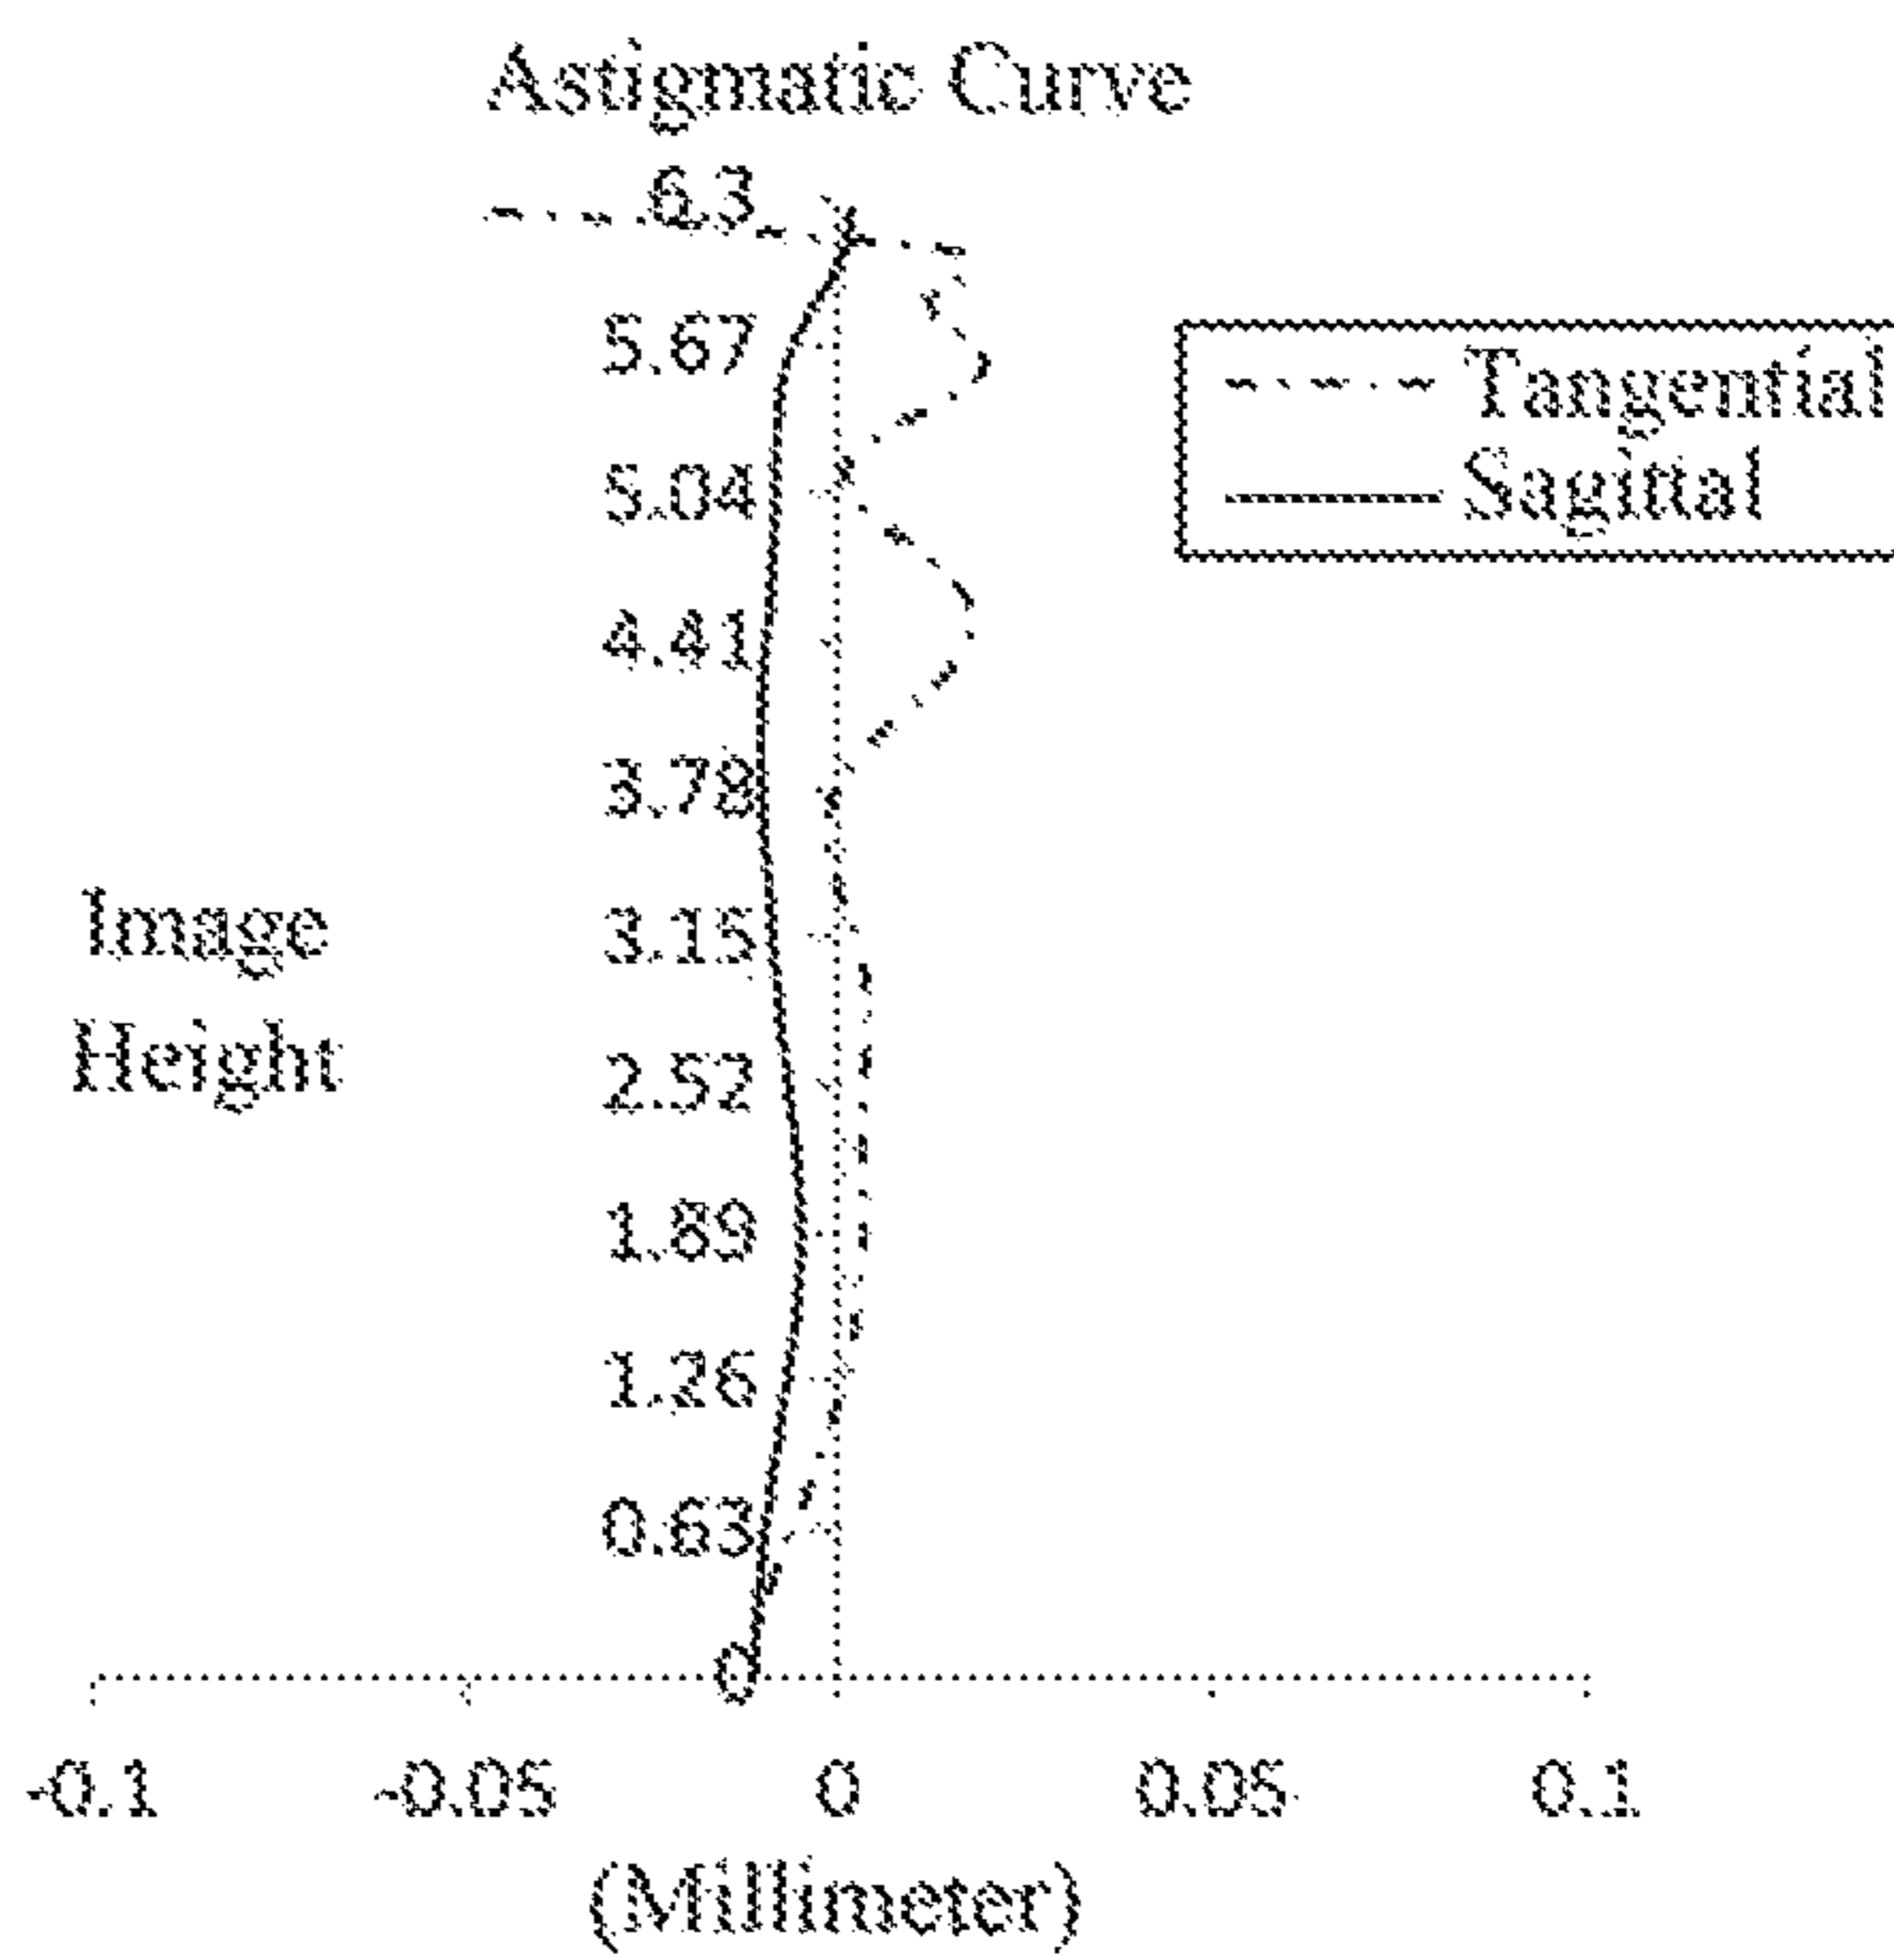 Astigmatic Curve
6.3
5.67
Tangential
5.04
Sagittal
4.41
3.78
Image
Height
3.15
2.52
1.89
1.26
0.63
0
-0.1 -0.05 0 0.05 0.1
(Millimeter)